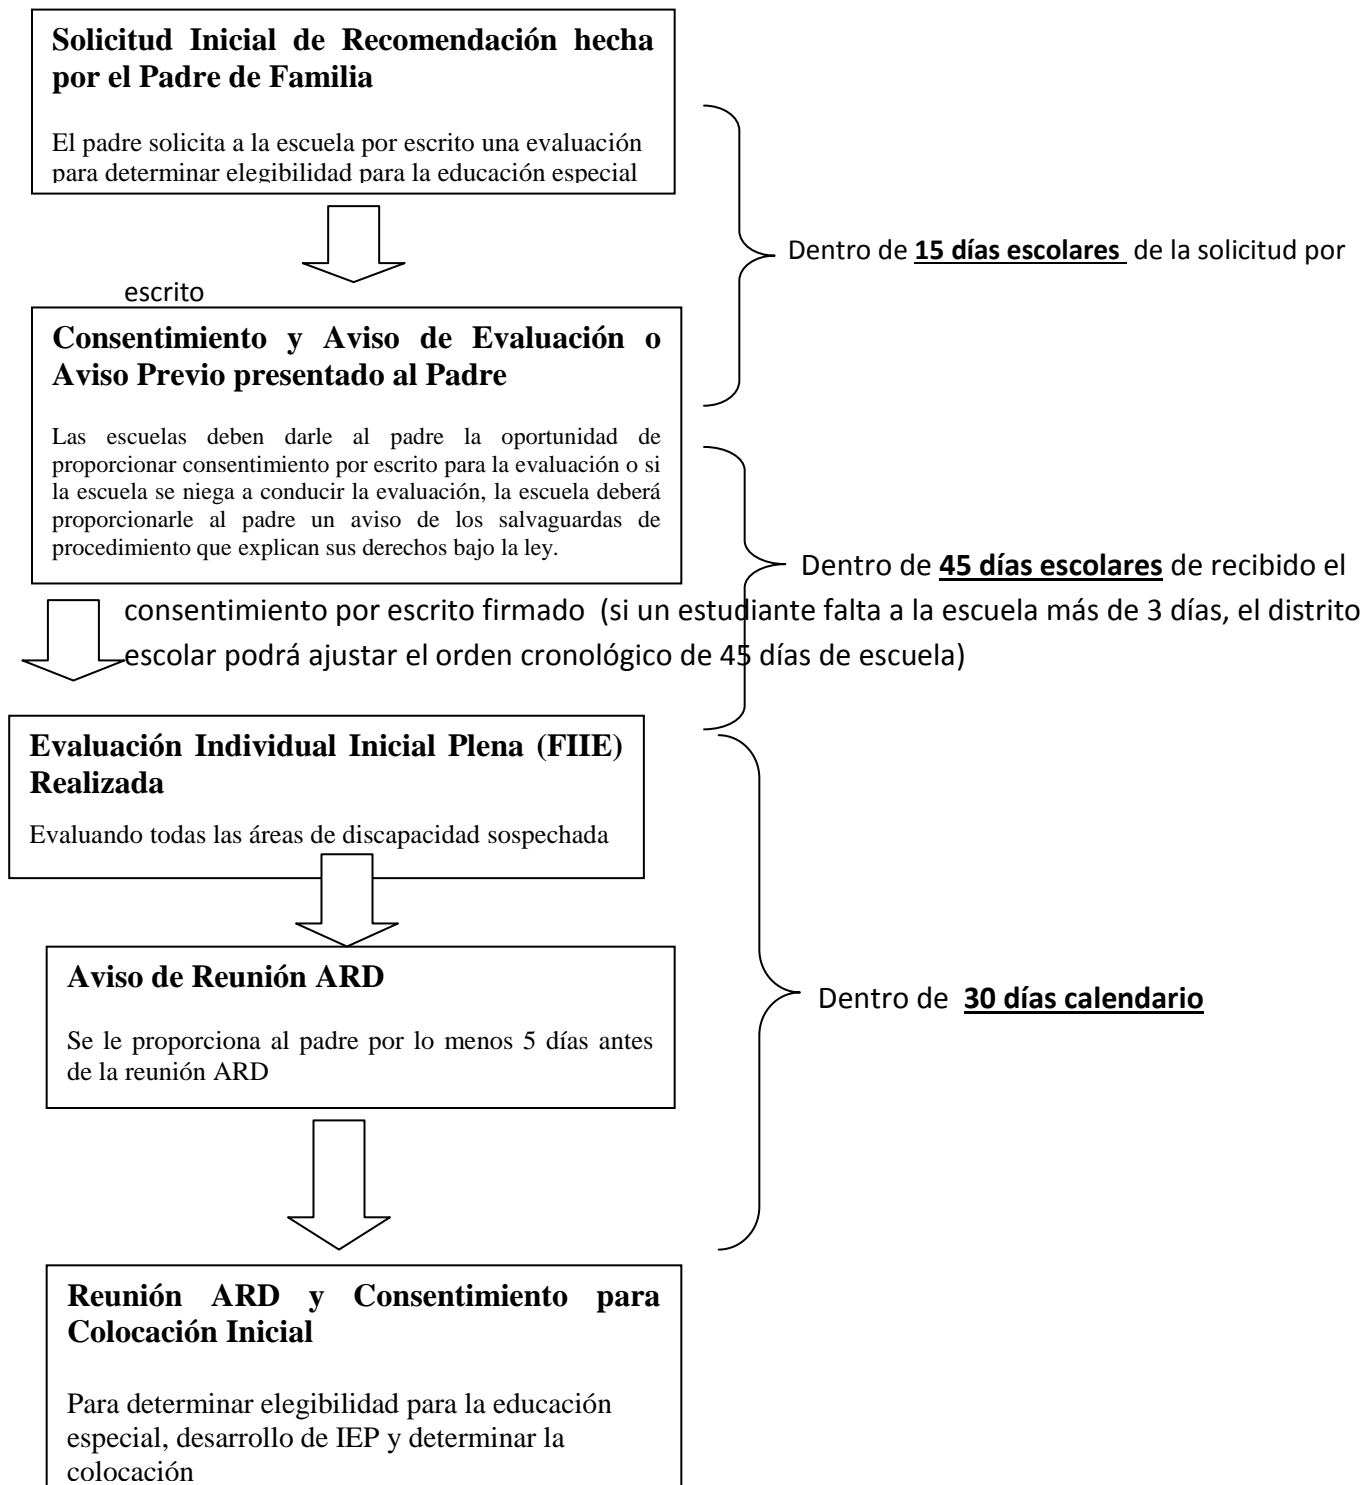 Solicitud Inicial de Recomendación hecha
por el Padre de Familia
El padre solicita a la escuela por escrito una evaluación
para determinar elegibilidad para la educación especial
Dentro de 15 días escolares de la solicitud por
escrito
Consentimiento y Aviso de Evaluación o
Aviso Previo presentado al Padre
Las escuelas deben darle al padre la oportunidad de
proporcionar consentimiento por escrito para la evaluación o si
la escuela se niega a conducir la evaluación, la escuela deberá
proporcionarle al padre un aviso de los salvaguardas de
procedimiento que explican sus derechos bajo la ley.
Dentro de 45 días escolares de recibido el
consentimiento por escrito firmado (si un estudiante falta a la escuela más de 3 días, el distrito
escolar podrá ajustar el orden cronológico de 45 días de escuela)
Evaluación Individual Inicial Plena (FIIE)
Realizada
Evaluando todas las áreas de discapacidad sospechada
Aviso de Reunión ARD
Se le proporciona al padre por lo menos 5 días antes
de la reunión ARD
Dentro de 30 días calendario
Reunión ARD y Consentimiento para
Colocación Inicial
Para determinar elegibilidad para la educación
especial, desarrollo de IEP y determinar la
colocación